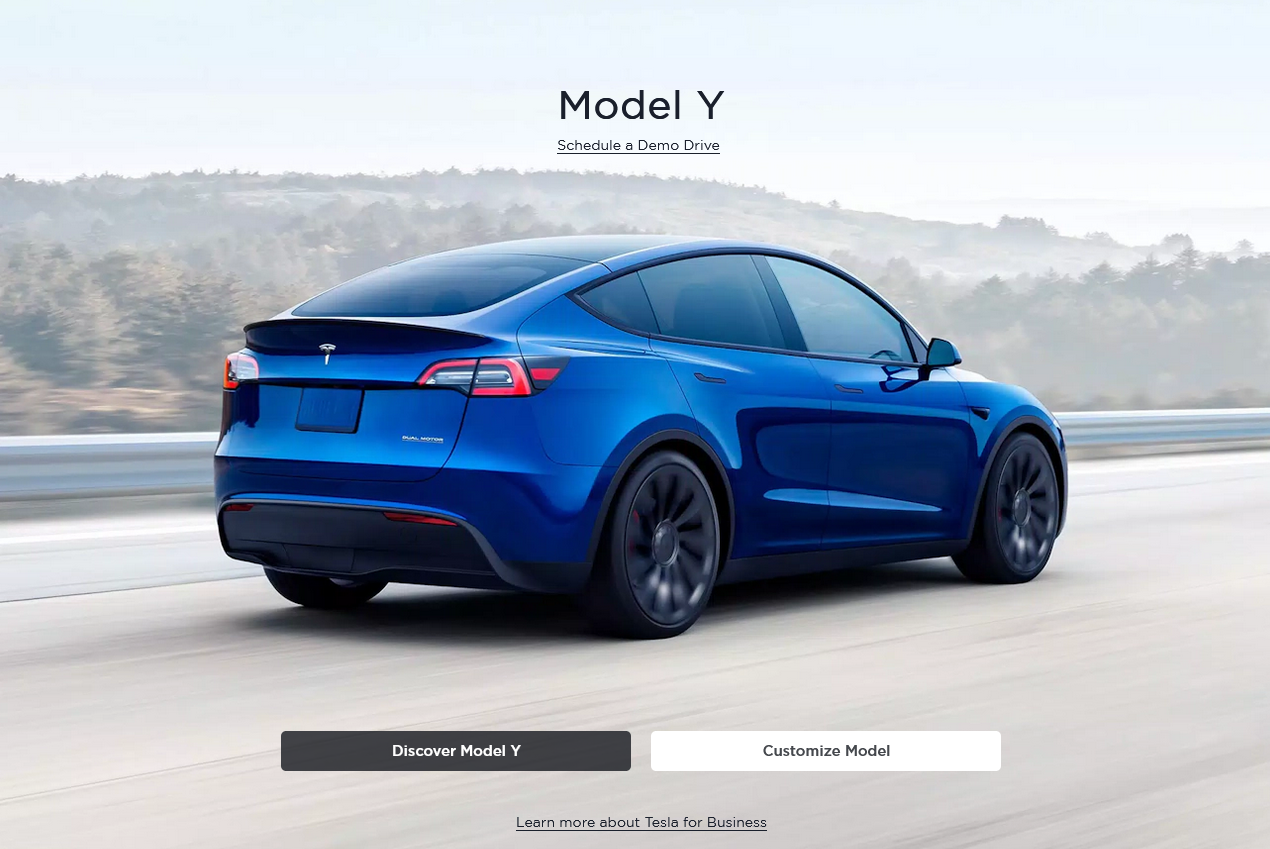 Model Y
Schedule a Demo Drive
DUAL MOTOR
Discover Model Y
Customize Model
Learn more about Tesla for Business